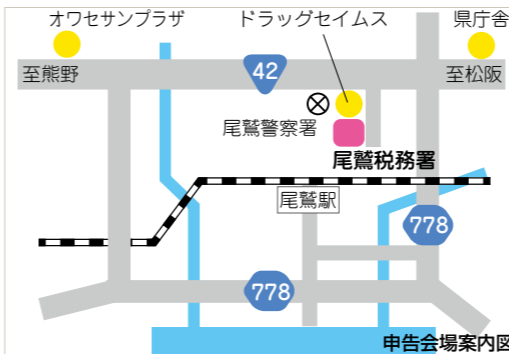 オワセサンプラザ
ドラッグセイムス
県庁舎
至熊野
42
至松阪
尾鷲警察署
尾鷲税務署
尾鷲駅
778
778
申告会場案内図